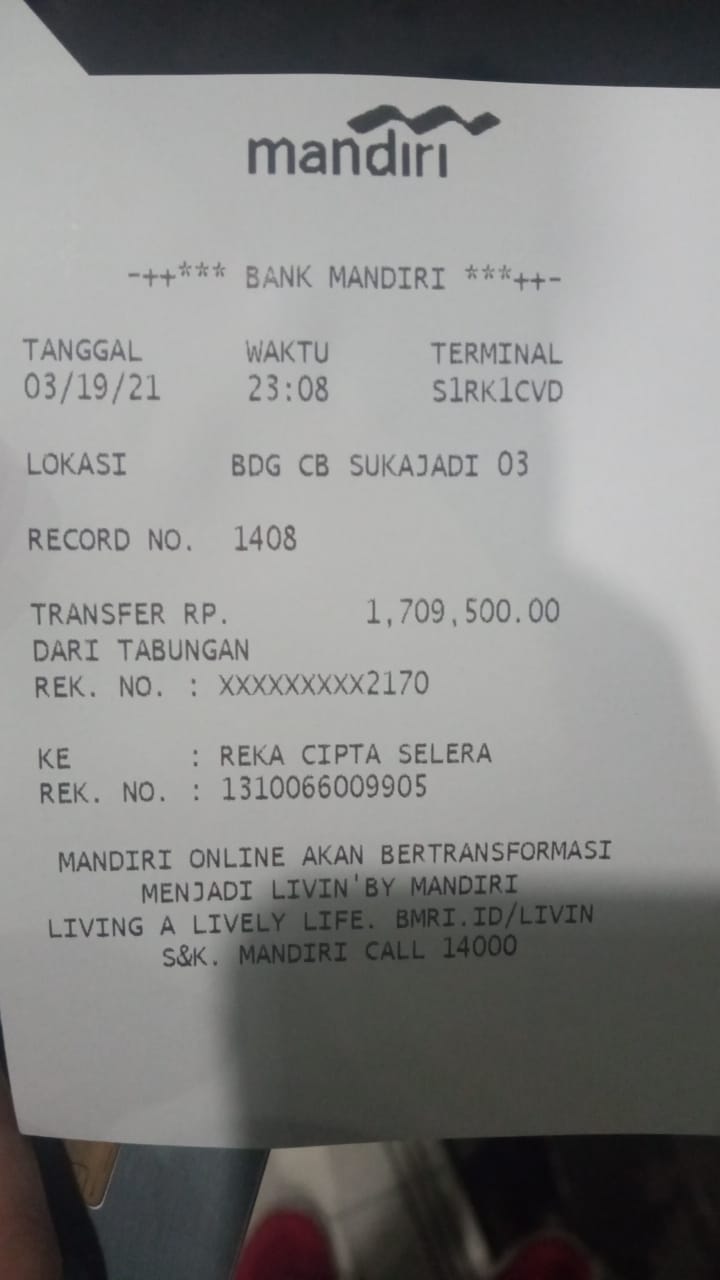 mandiri
-++*** BANK MANDIRI ***++-
TANGGAL WAKTU TERMINAL
03/19/21 23:08 S1RK1CVD
LOKASI BDG CB SUKAJADI 03
RECORD NO. 1408
TRANSFER RP. 1,709,500.00
DARI TABUNGAN
REK. NO. : XXXXXXXXX2170
KE : REKA CIPTA SELERA
REK. NO. : 1310066009905
MANDIRI ONLINE AKAN BERTRANSFORMASI
MENJADI LIVIN'BY MANDIRI
LIVING A LIVELY LIFE. BMRI.ID/LIVIN
S&K. MANDIRI CALL 14000